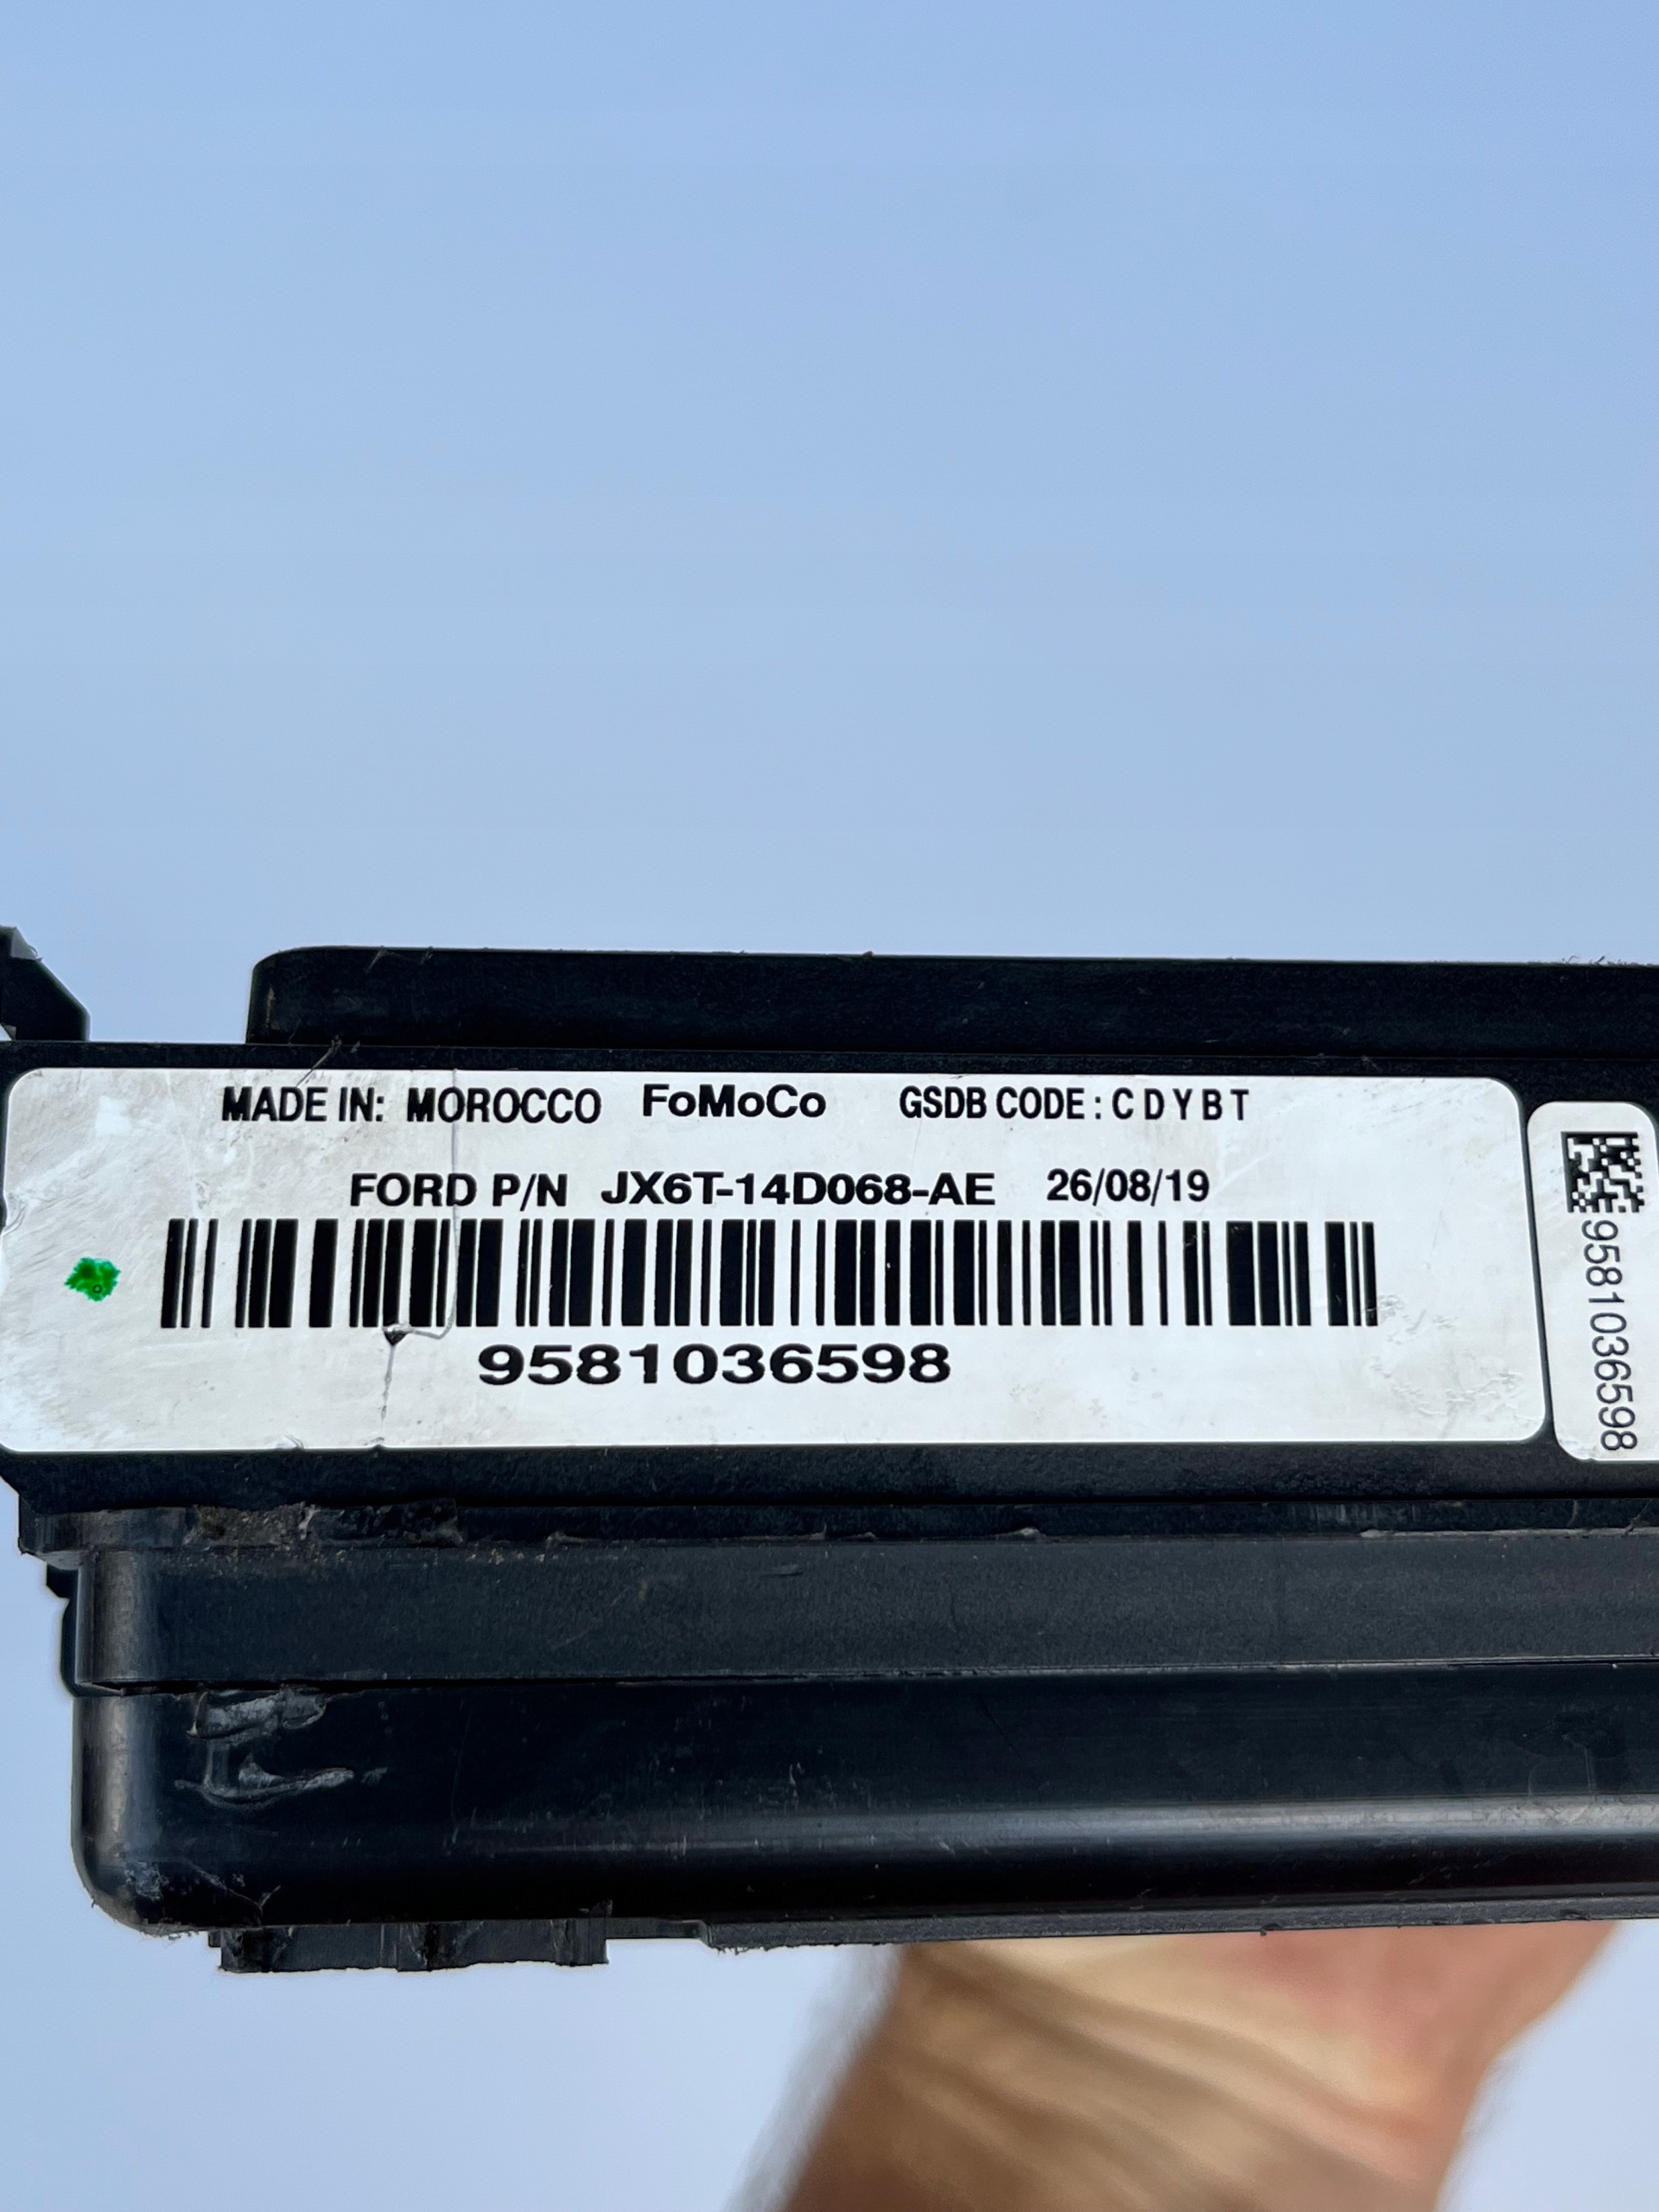 MADE IN: MOROCCO FoMoCo GSDB CODE : C D Y B T
FORD P/N JX6T-14D068-AE 26/08/19
9581036598
9581036598